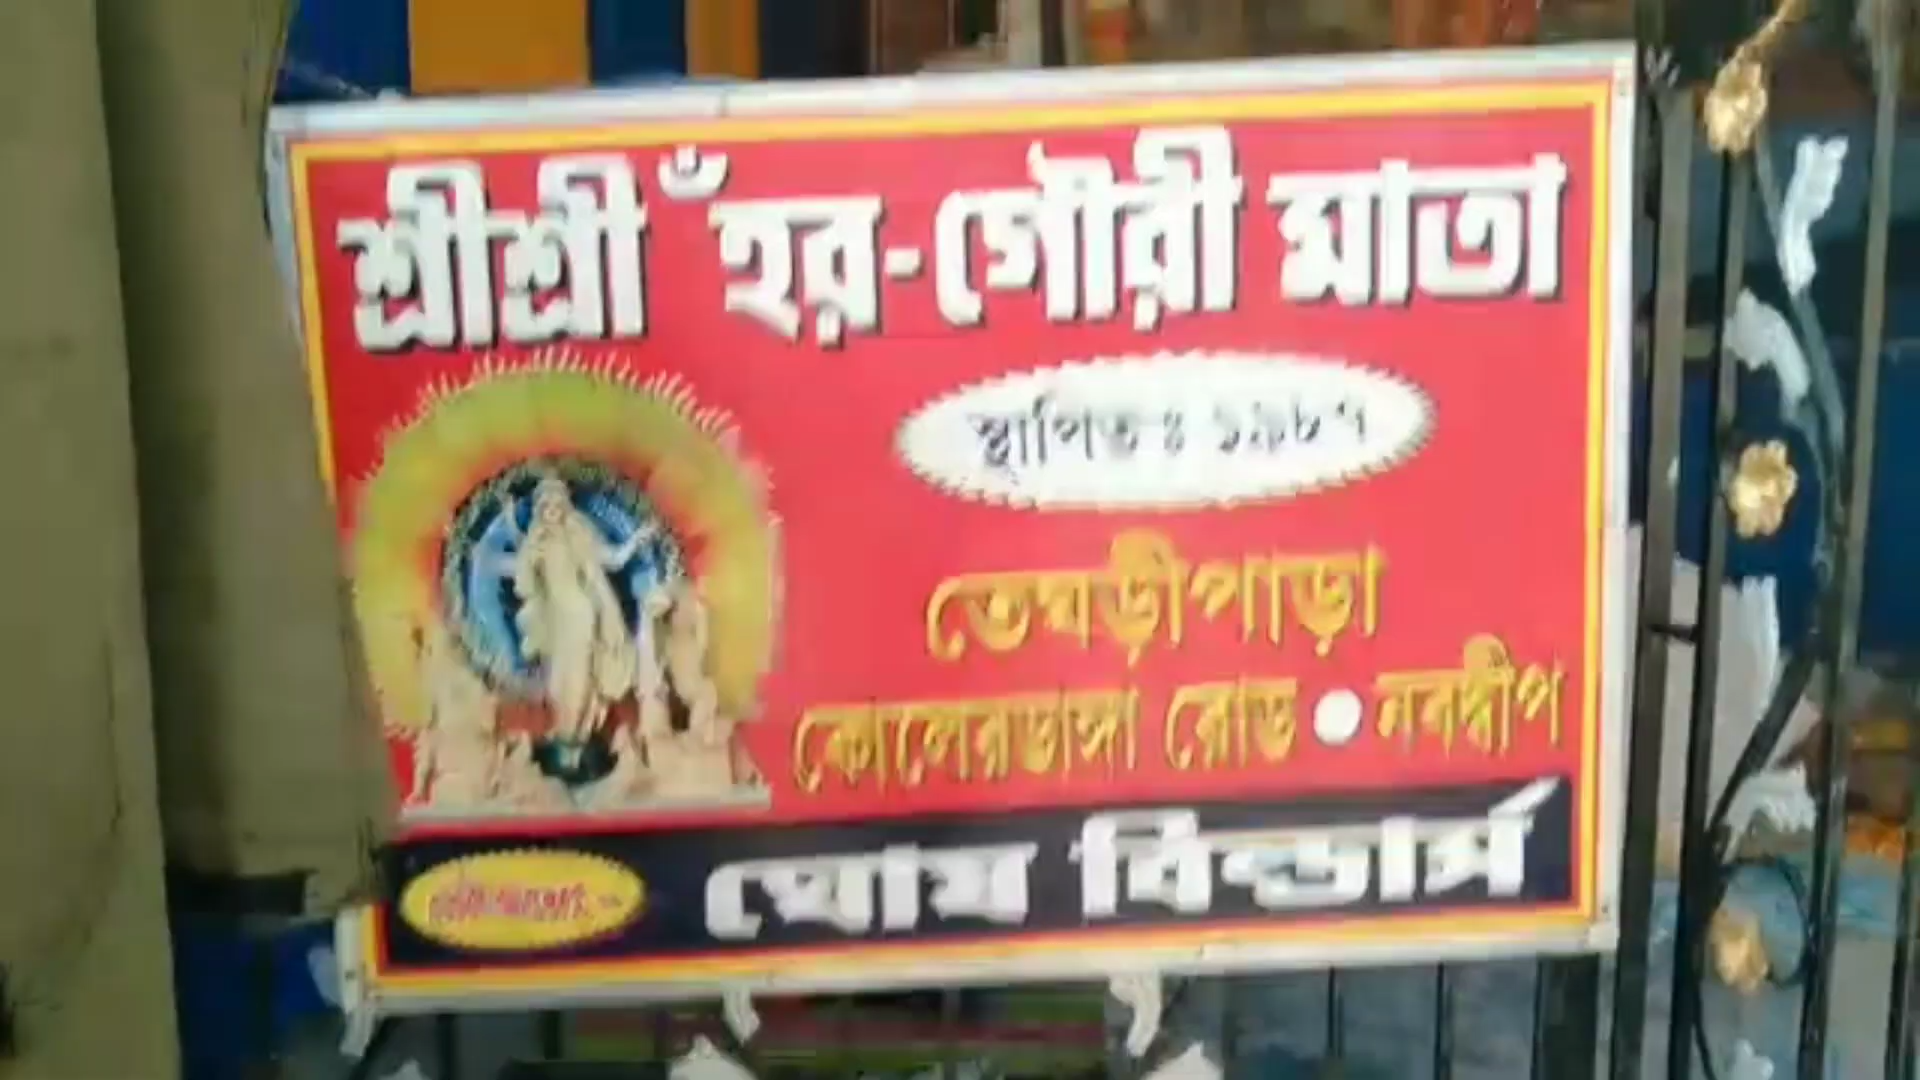 শ্রীশ্রী ঁহর-গৌরী মাতা
স্থাপিত ঃ ১৯৮৭
তেঘড়ীপাড়া
কোলেরডাঙ্গা রোড • নবদ্বীপ
ঘোষ বিল্ডার্স